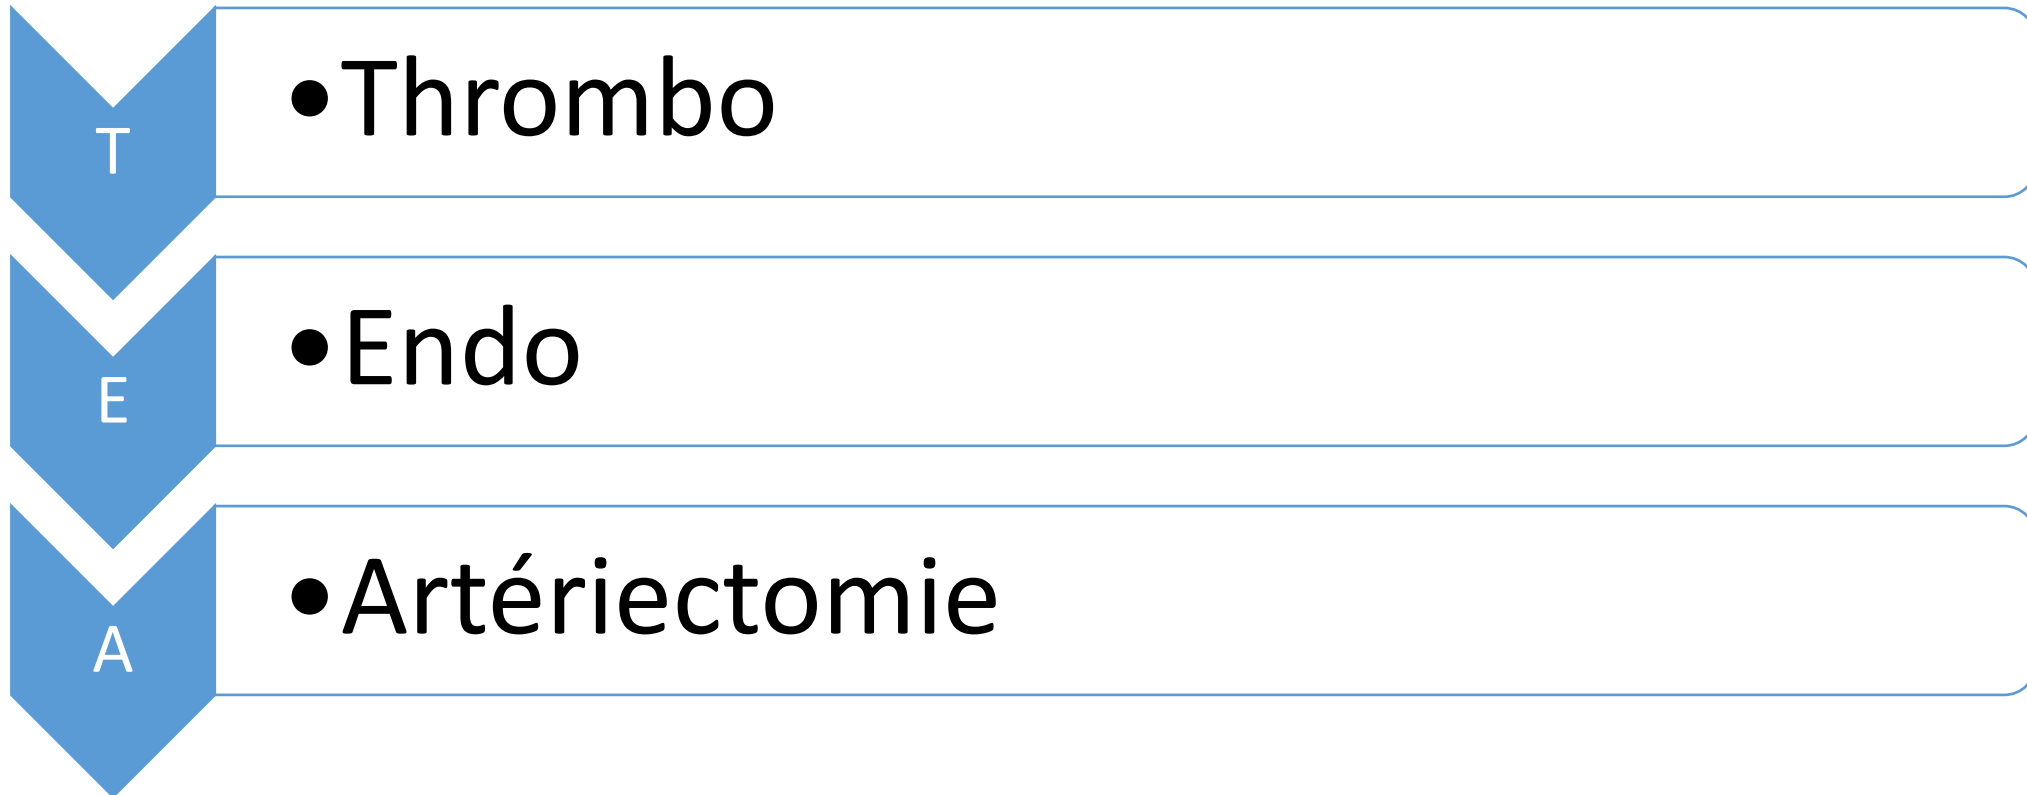 T
•Thrombo
E
•Endo
A
•Artériectomie